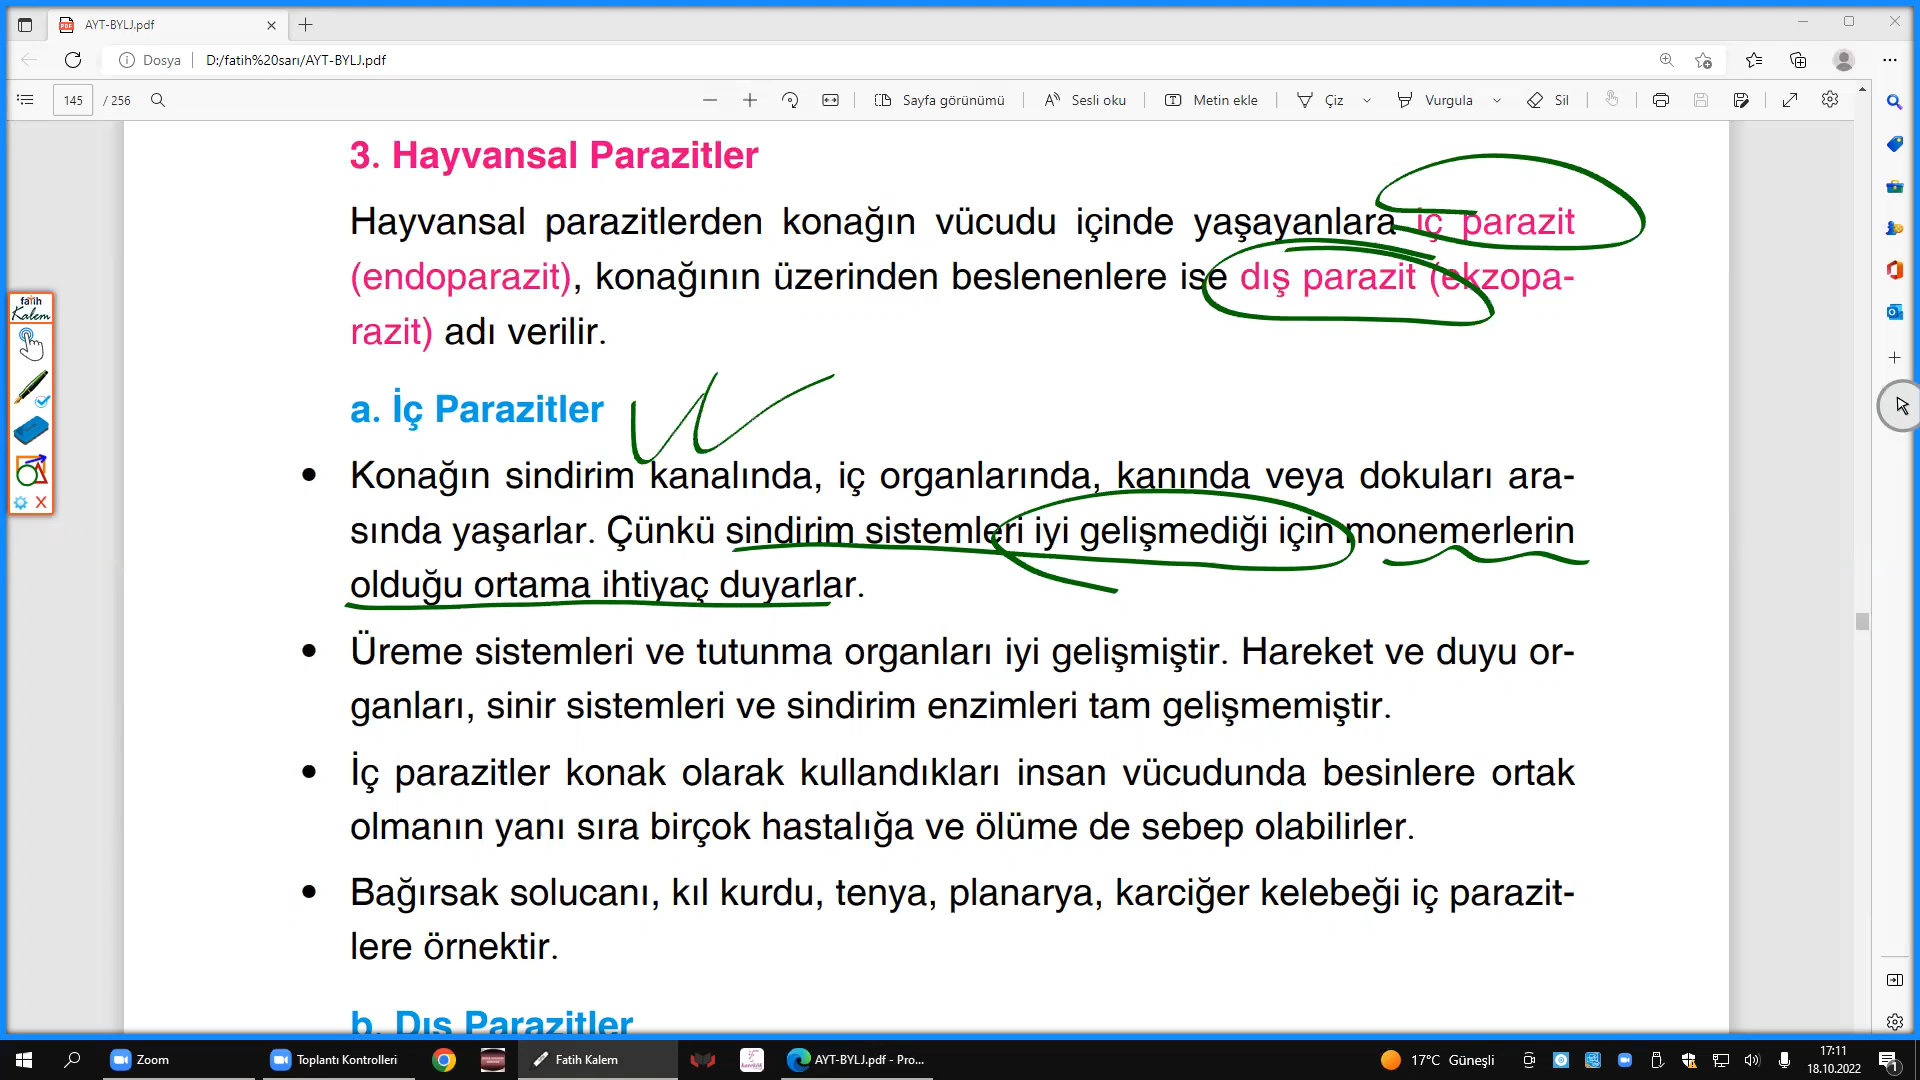 AYT-BYLJ.pdf
Dosya
D:/fatih%20sarı/AYT-BYLJ.pdf
145 / 256
Sayfa görünümü
Sesli oku
Metin ekle
Çiz
Vurgula
Sil
3. Hayvansal Parazitler
Hayvansal parazitlerden konağın vücudu içinde yaşayanlara iç parazit
(endoparazit), konağının üzerinden beslenenlere ise dış parazit (ekzopa-
razit) adı verilir.
fatih
Kalem
a. İç Parazitler
• Konağın sindirim kanalında, iç organlarında, kanında veya dokuları ara-
sında yaşarlar. Çünkü sindirim sistemleri iyi gelişmediği için monemerlerin
olduğu ortama ihtiyaç duyarlar.
• Üreme sistemleri ve tutunma organları iyi gelişmiştir. Hareket ve duyu or-
ganları, sinir sistemleri ve sindirim enzimleri tam gelişmemiştir.
• İç parazitler konak olarak kullandıkları insan vücudunda besinlere ortak
olmanın yanı sıra birçok hastalığa ve ölüme de sebep olabilirler.
• Bağırsak solucanı, kıl kurdu, tenya, planarya, karciğer kelebeği iç parazit-
lere örnektir.
b. Dış Parazitler
Zoom
Toplantı Kontrolleri
Fatih Kalem
AYT-BYLJ.pdf - Pro...
17°C Güneşli
17:11
18.10.2022